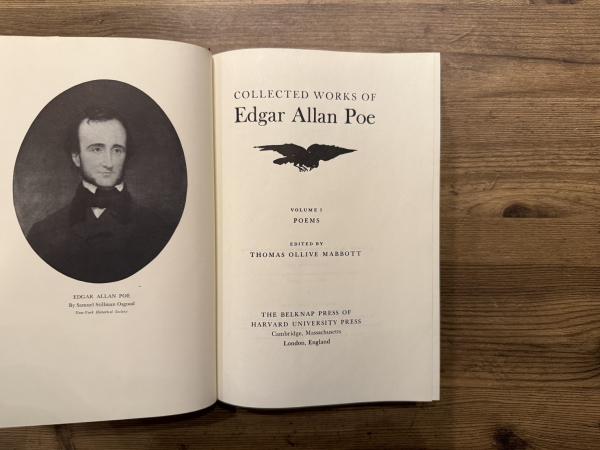 EDGAR ALLAN POE
By Samuel Stillman Osgood
New-York Historical Society
COLLECTED WORKS OF
Edgar Allan Poe
VOLUME I
POEMS
EDITED BY
THOMAS OLLIVE MABBOTT
THE BELKNAP PRESS OF
HARVARD UNIVERSITY PRESS
Cambridge, Massachusetts
London, England